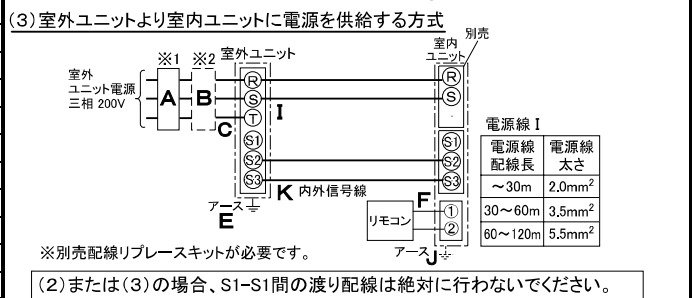 (3)室外ユニットより室内ユニットに電源を供給する方式
※1 ※2 室外ユニット
室内
ユニット
別売
室外
ユニット電源
三相 200V
A
B
C
R
S
T
S1
S2
S3
I
K 内外信号線
アース
E
R
S
S1
S2
S3
F
リモコン
①
②
アース
J
電源線 I
電源線
配線長
電源線
太さ
～30m 2.0mm²
30～60m 3.5mm²
60～120m 5.5mm²
※別売配線リプレースキットが必要です。
(2)または(3)の場合、S1-S1間の渡り配線は絶対に行わないでください。